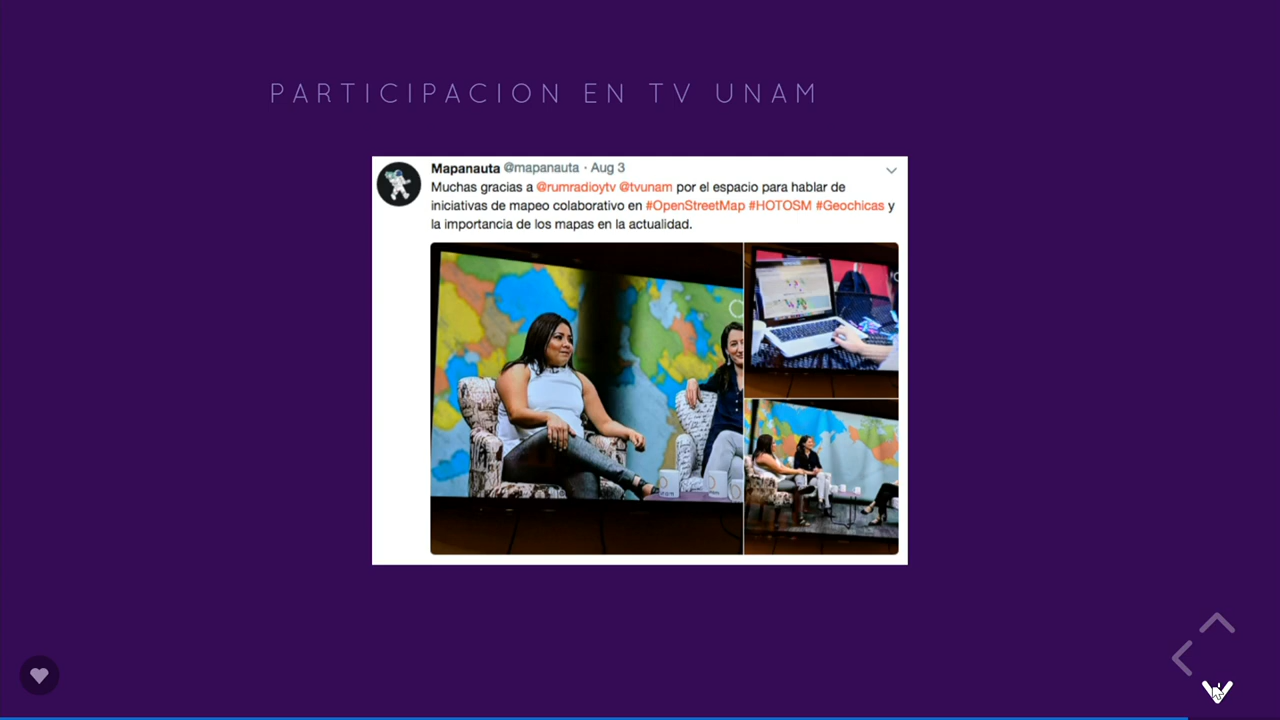 PARTICIPACION EN TV UNAM
Mapanauta @mapanauta · Aug 3
Muchas gracias a @rumradioytv @tvunam por el espacio para hablar de
iniciativas de mapeo colaborativo en #OpenStreetMap #HOTOSM #Geochicas y
la importancia de los mapas en la actualidad.